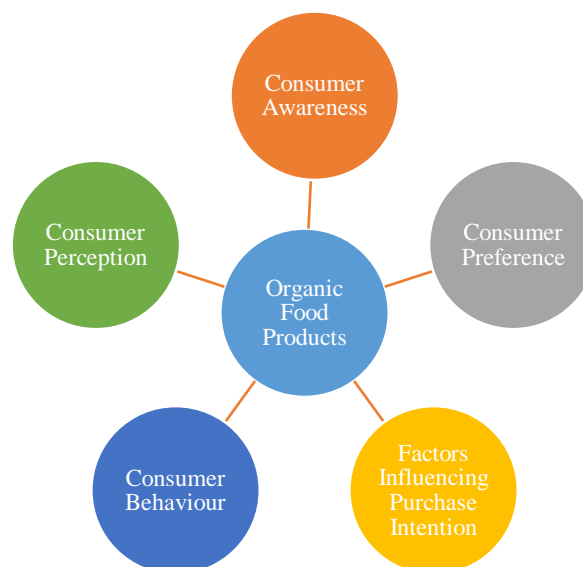 Consumer
Awareness
Consumer
Perception
Consumer
Preference
Organic
Food
Products
Consumer
Behaviour
Factors
Influencing
Purchase
Intention